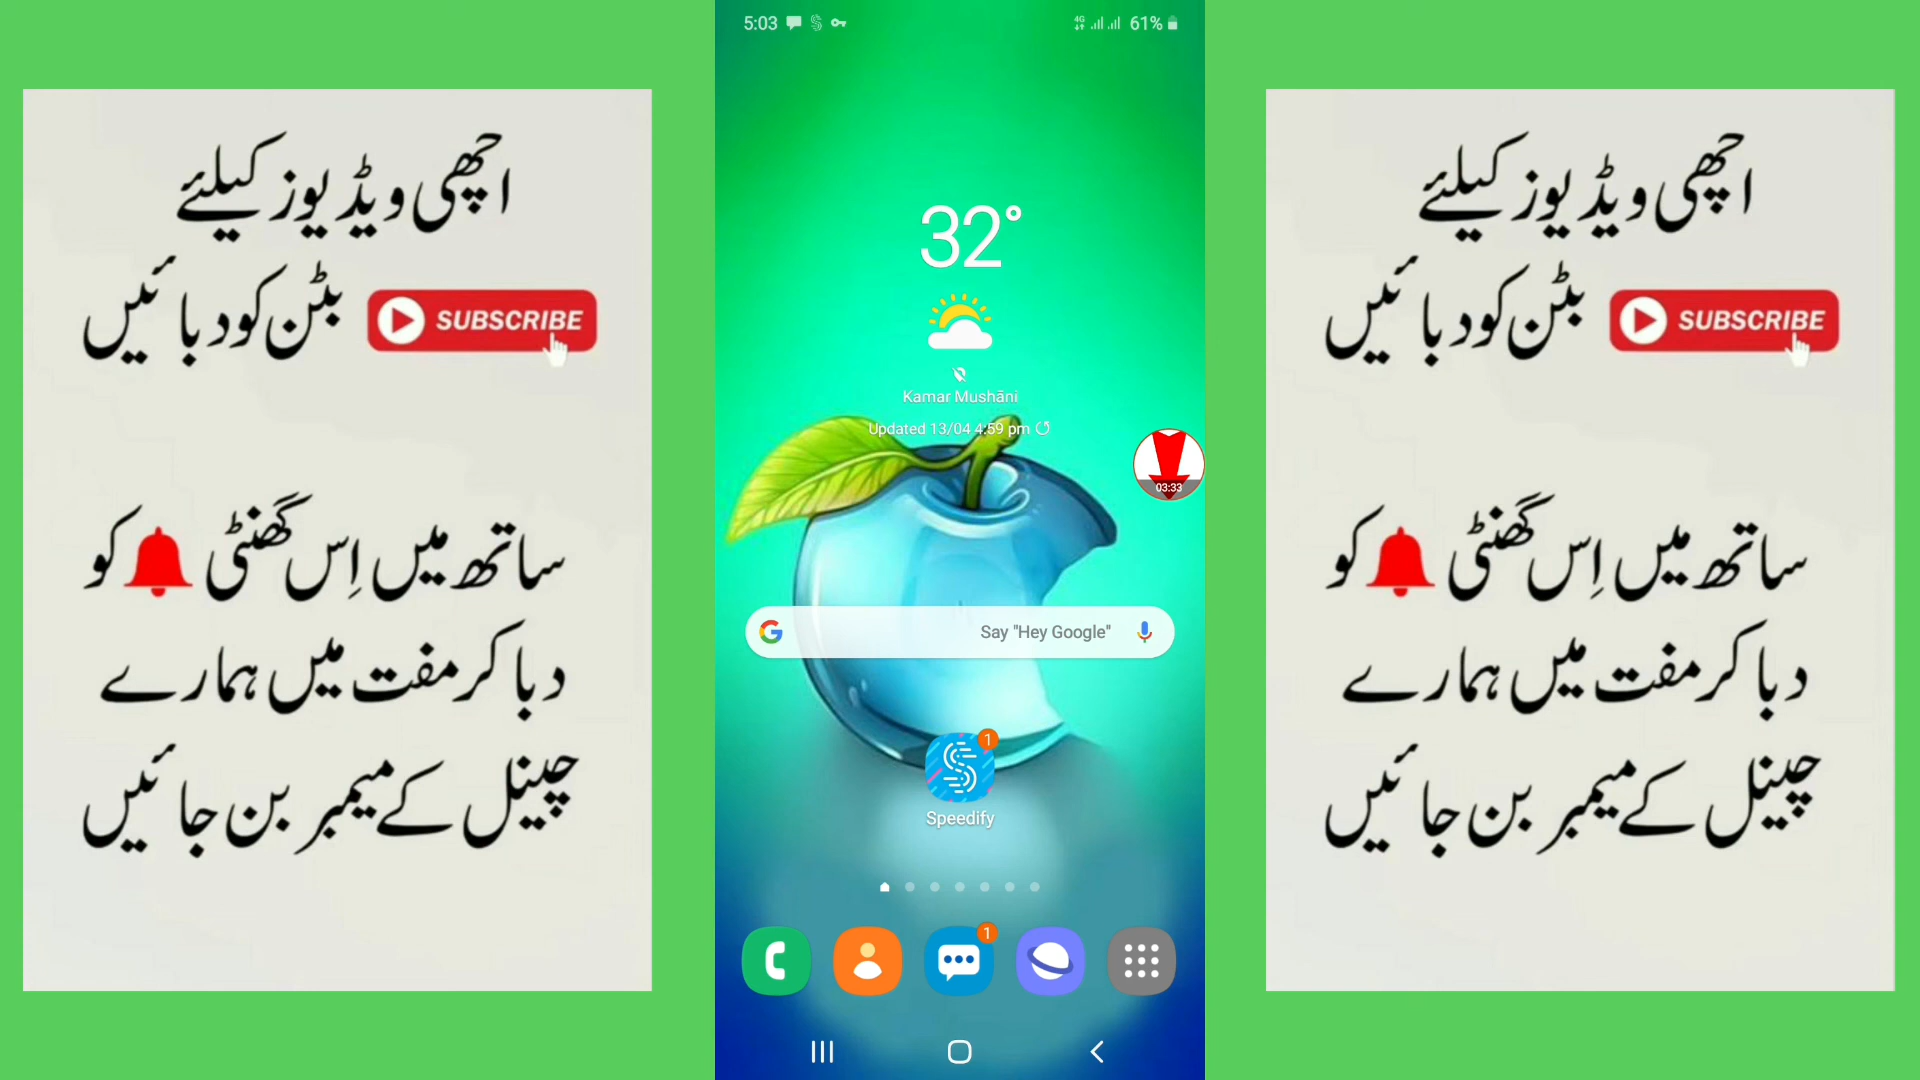 اچھی ویڈیوز کیلئے
SUBSCRIBE بٹن کو دبائیں
ساتھ میں اِس گھنٹی کو
دبا کر مفت میں ہمارے
چینل کے میمبر بن جائیں
5:03
4G 61%
32°
Kamar Mushāni
Updated 13/04 4:59 pm
03:33
Say "Hey Google"
1
Speedify
1
اچھی ویڈیوز کیلئے
SUBSCRIBE بٹن کو دبائیں
ساتھ میں اِس گھنٹی کو
دبا کر مفت میں ہمارے
چینل کے میمبر بن جائیں